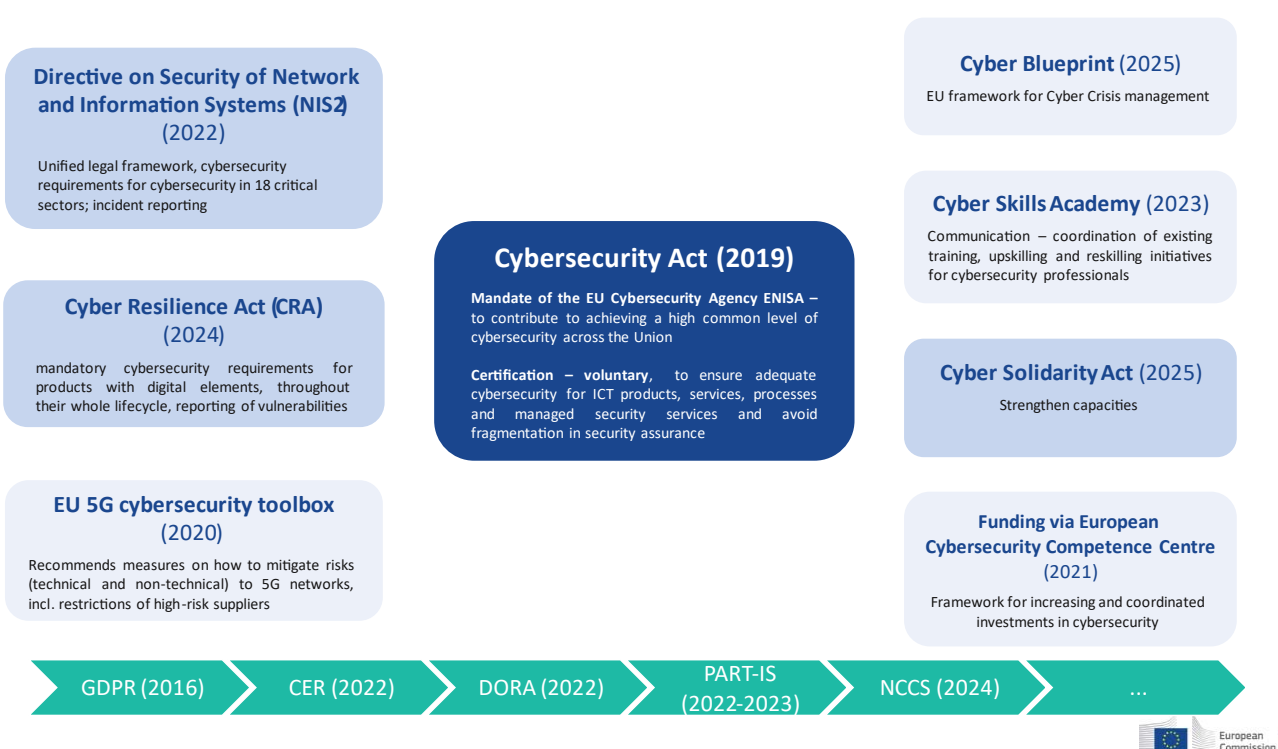 Directive on Security of Network
and Information Systems (NIS2)
(2022)
Unified legal framework, cybersecurity
requirements for cybersecurity in 18 critical
sectors; incident reporting
Cyber Resilience Act (CRA)
(2024)
mandatory cybersecurity requirements for
products with digital elements, throughout
their whole lifecycle, reporting of vulnerabilities
EU 5G cybersecurity toolbox
(2020)
Recommends measures on how to mitigate risks
(technical and non-technical) to 5G networks,
incl. restrictions of high-risk suppliers
Cybersecurity Act (2019)
Mandate of the EU Cybersecurity Agency ENISA –
to contribute to achieving a high common level of
cybersecurity across the Union
Certification – voluntary, to ensure adequate
cybersecurity for ICT products, services, processes
and managed security services and avoid
fragmentation in security assurance
Cyber Blueprint (2025)
EU framework for Cyber Crisis management
Cyber Skills Academy (2023)
Communication – coordination of existing
training, upskilling and reskilling initiatives
for cybersecurity professionals
Cyber Solidarity Act (2025)
Strengthen capacities
Funding via European
Cybersecurity Competence Centre
(2021)
Framework for increasing and coordinated
investments in cybersecurity
GDPR (2016)
CER (2022)
DORA (2022)
PART-IS
(2022-2023)
NCCS (2024)
...
European
Commission